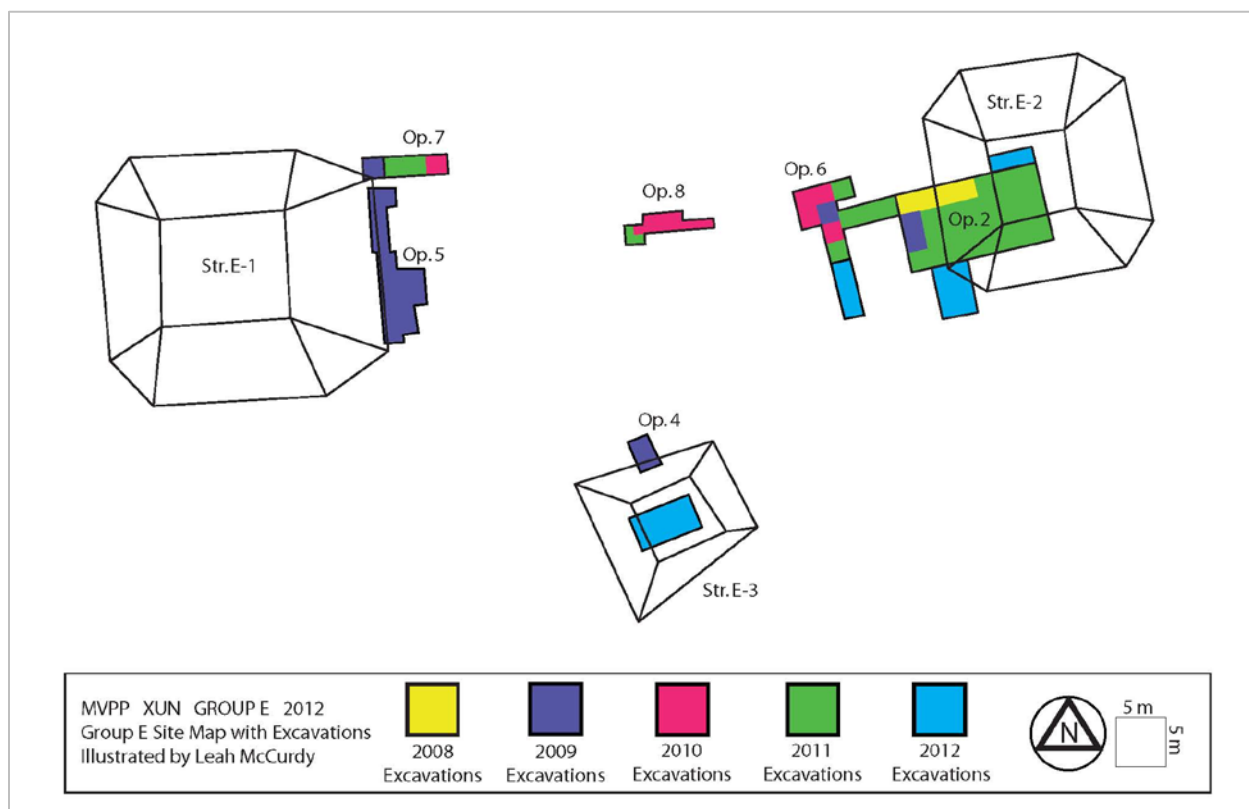 Str. E-2
Op. 7
Op. 6
Op. 8
Op. 2
Op. 5
Str. E-1
Op. 4
Str. E-3
MVPP XUN GROUP E 2012
Group E Site Map with Excavations
Illustrated by Leah McCurdy
2008
Excavations
2009
Excavations
2010
Excavations
2011
Excavations
2012
Excavations
N
5 m
5 m